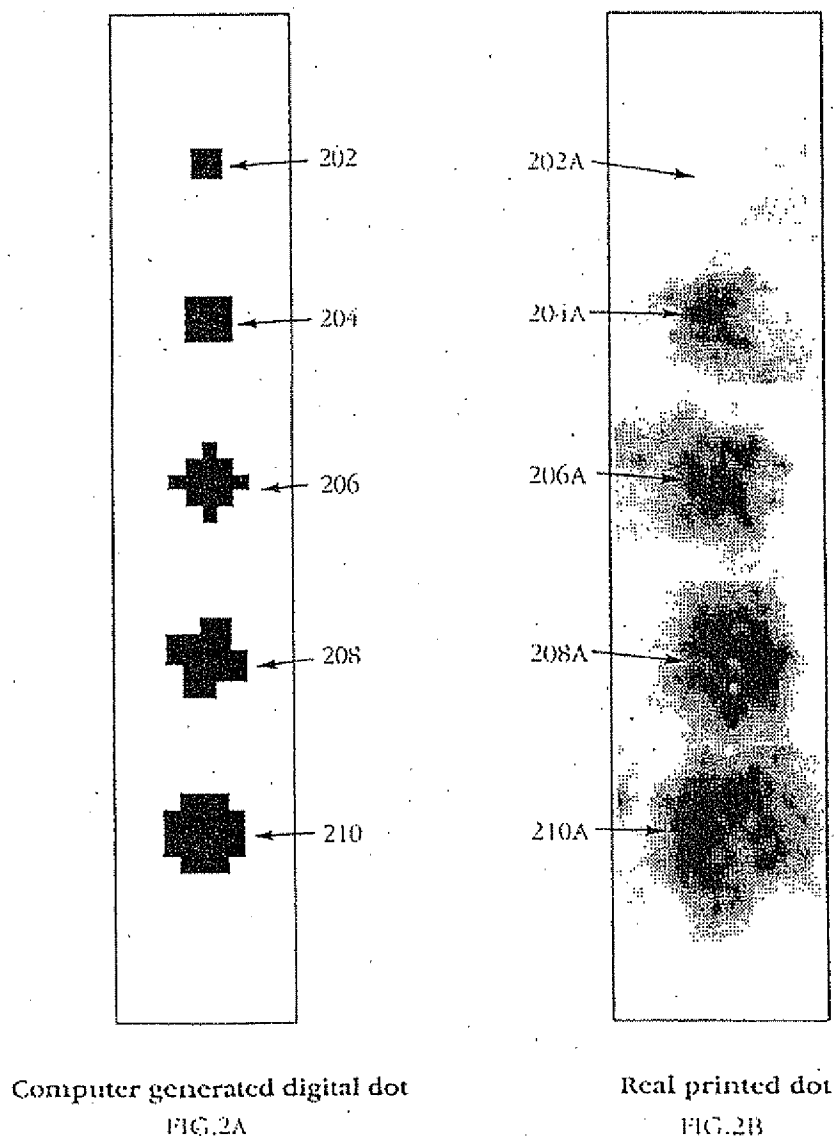 202
202A
204
204A
206
206A
208
208A
210
210A
Computer generated digital dot
Real printed dot
FIG.2A
FIG.2B